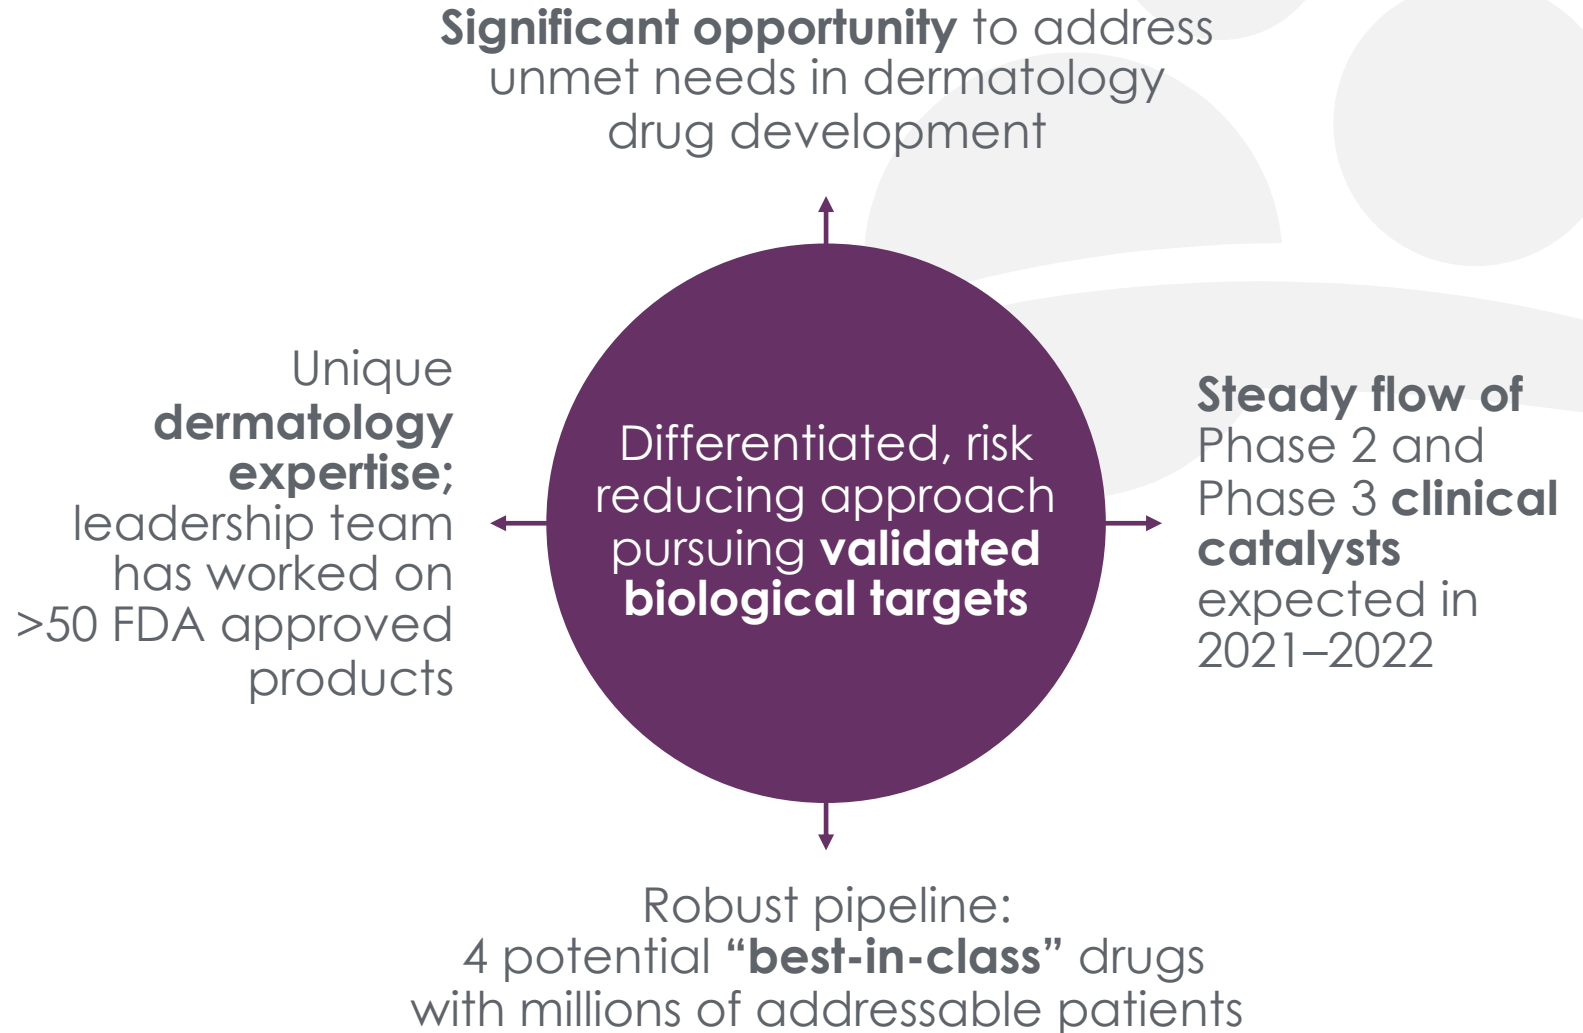 Significant opportunity to address
unmet needs in dermatology
drug development
Unique
dermatology
expertise;
leadership team
has worked on
>50 FDA approved
products
Differentiated, risk
reducing approach
pursuing validated
biological targets
Steady flow of
Phase 2 and
Phase 3 clinical
catalysts
expected in
2021–2022
Robust pipeline:
4 potential “best-in-class” drugs
with millions of addressable patients